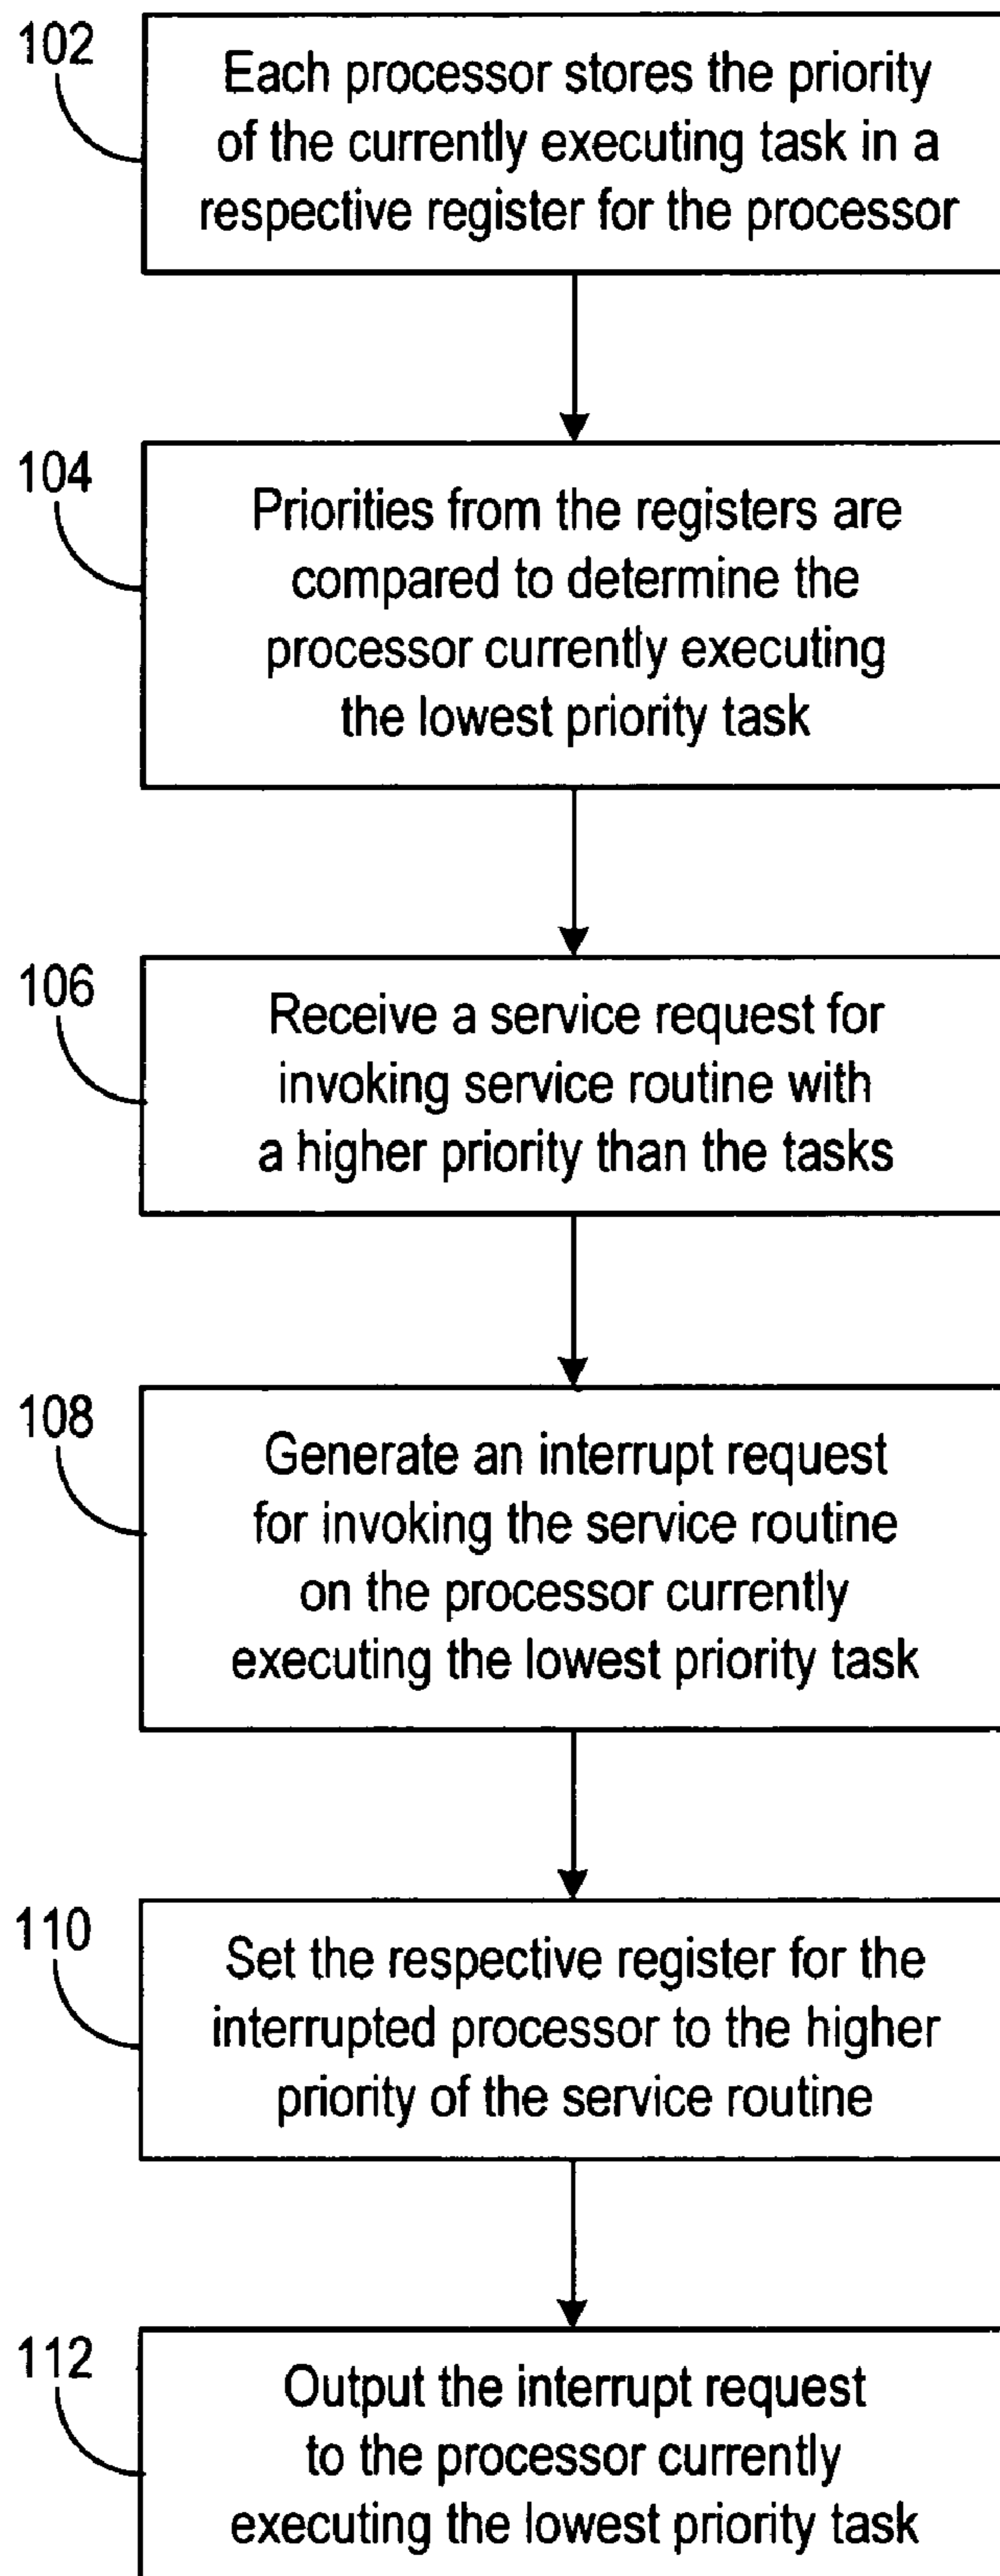 102
Each processor stores the priority
of the currently executing task in a
respective register for the processor
104
Priorities from the registers are
compared to determine the
processor currently executing
the lowest priority task
106
Receive a service request for
invoking service routine with
a higher priority than the tasks
108
Generate an interrupt request
for invoking the service routine
on the processor currently
executing the lowest priority task
110
Set the respective register for the
interrupted processor to the higher
priority of the service routine
112
Output the interrupt request
to the processor currently
executing the lowest priority task